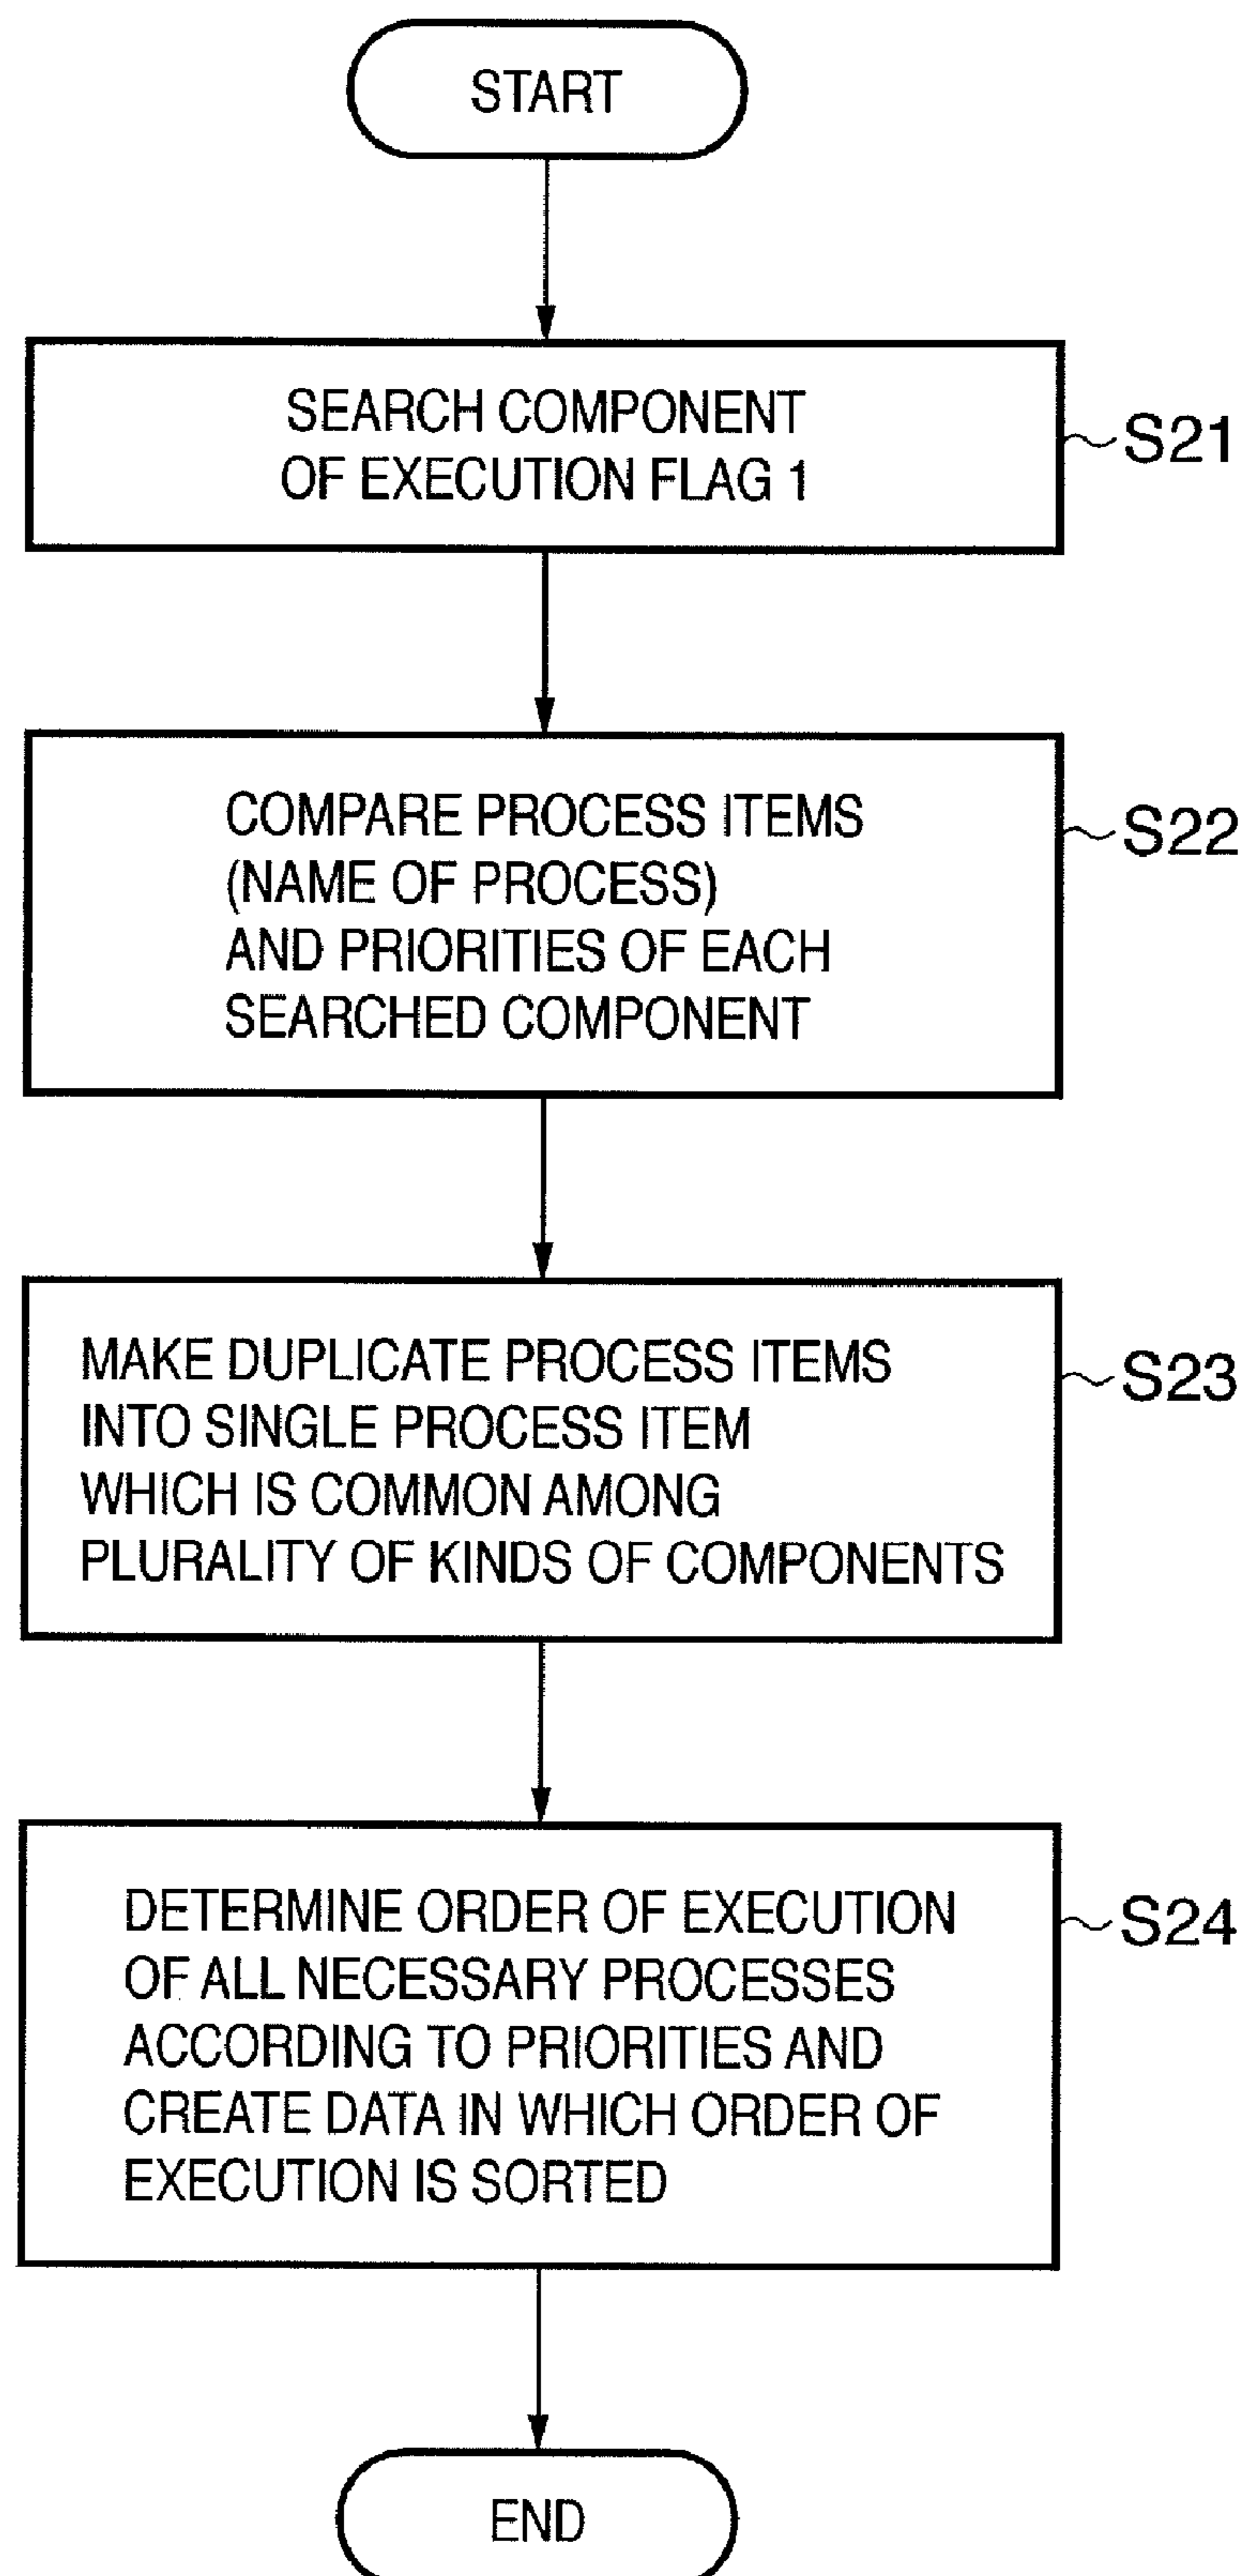 START
SEARCH COMPONENT
OF EXECUTION FLAG 1
S21
COMPARE PROCESS ITEMS
(NAME OF PROCESS)
AND PRIORITIES OF EACH
SEARCHED COMPONENT
S22
MAKE DUPLICATE PROCESS ITEMS
INTO SINGLE PROCESS ITEM
WHICH IS COMMON AMONG
PLURALITY OF KINDS OF COMPONENTS
S23
DETERMINE ORDER OF EXECUTION
OF ALL NECESSARY PROCESSES
ACCORDING TO PRIORITIES AND
CREATE DATA IN WHICH ORDER OF
EXECUTION IS SORTED
S24
END